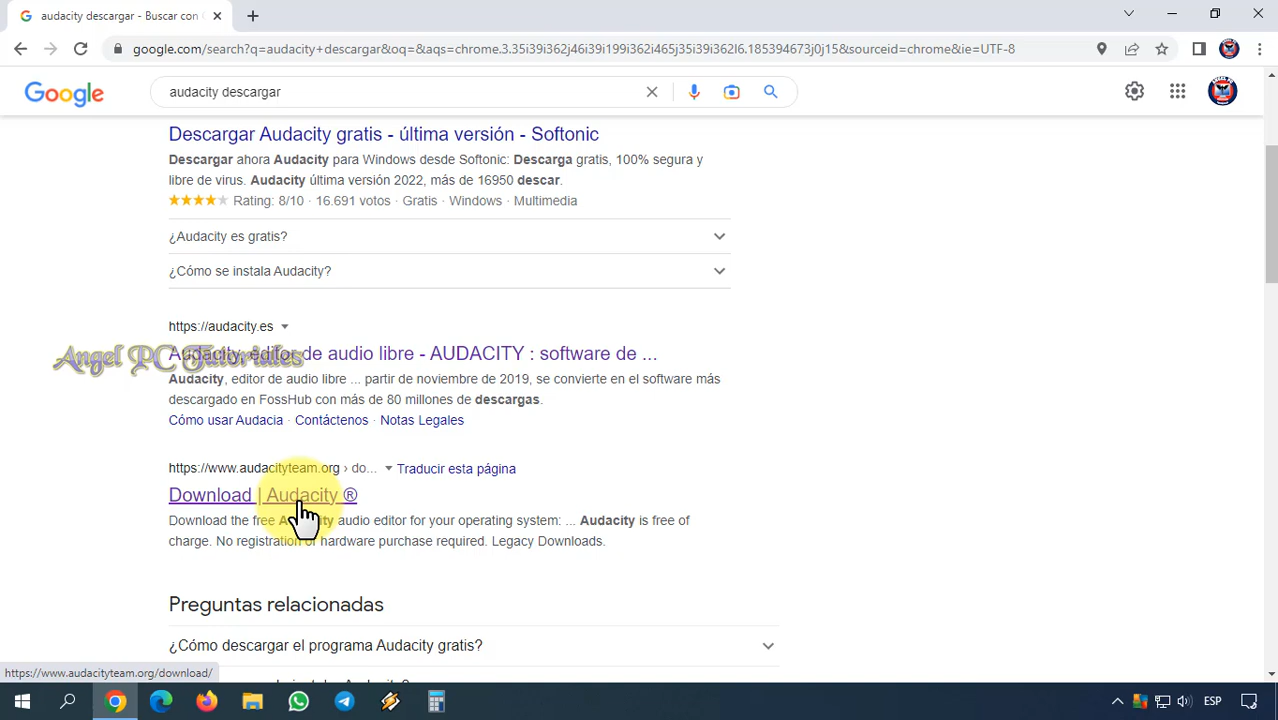 audacity descargar - Buscar con
google.com/search?q=audacity+descargar&oq=&aqs=chrome.3.35i39i362j46i39i199i362i465j35i39i362l6.185394673j0j15&sourceid=chrome&ie=UTF-8
Google
audacity descargar
Descargar Audacity gratis - última versión - Softonic
Descargar ahora Audacity para Windows desde Softonic: Descarga gratis, 100% segura y
libre de virus. Audacity última versión 2022, más de 16950 descar.
Rating: 8/10 · 16.691 votos · Gratis · Windows · Multimedia
¿Audacity es gratis?
¿Cómo se instala Audacity?
https://audacity.es
Angel PC Tutoriales
Audacity, editor de audio libre - AUDACITY : software de ...
Audacity, editor de audio libre ... partir de noviembre de 2019, se convierte en el software más
descargado en FossHub con más de 80 millones de descargas.
Cómo usar Audacia · Contáctenos · Notas Legales
https://www.audacityteam.org › do... Traducir esta página
Download | Audacity ®
Download the free Audacity audio editor for your operating system: ... Audacity is free of
charge. No registration or hardware purchase required. Legacy Downloads.
Preguntas relacionadas
¿Cómo descargar el programa Audacity gratis?
https://www.audacityteam.org/download/
ESP